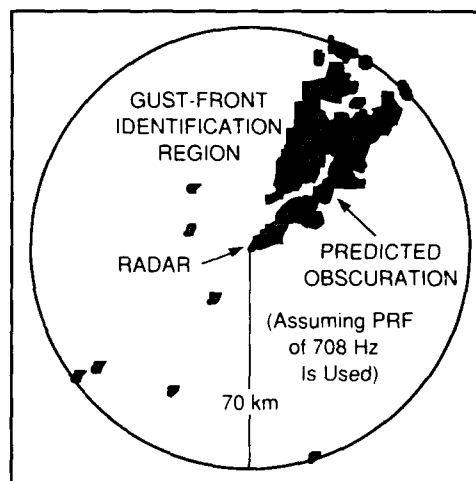 GUST-FRONT
IDENTIFICATION
REGION
RADAR
PREDICTED
OBSCURATION
(Assuming PRF
of 708 Hz
Is Used)
70 km